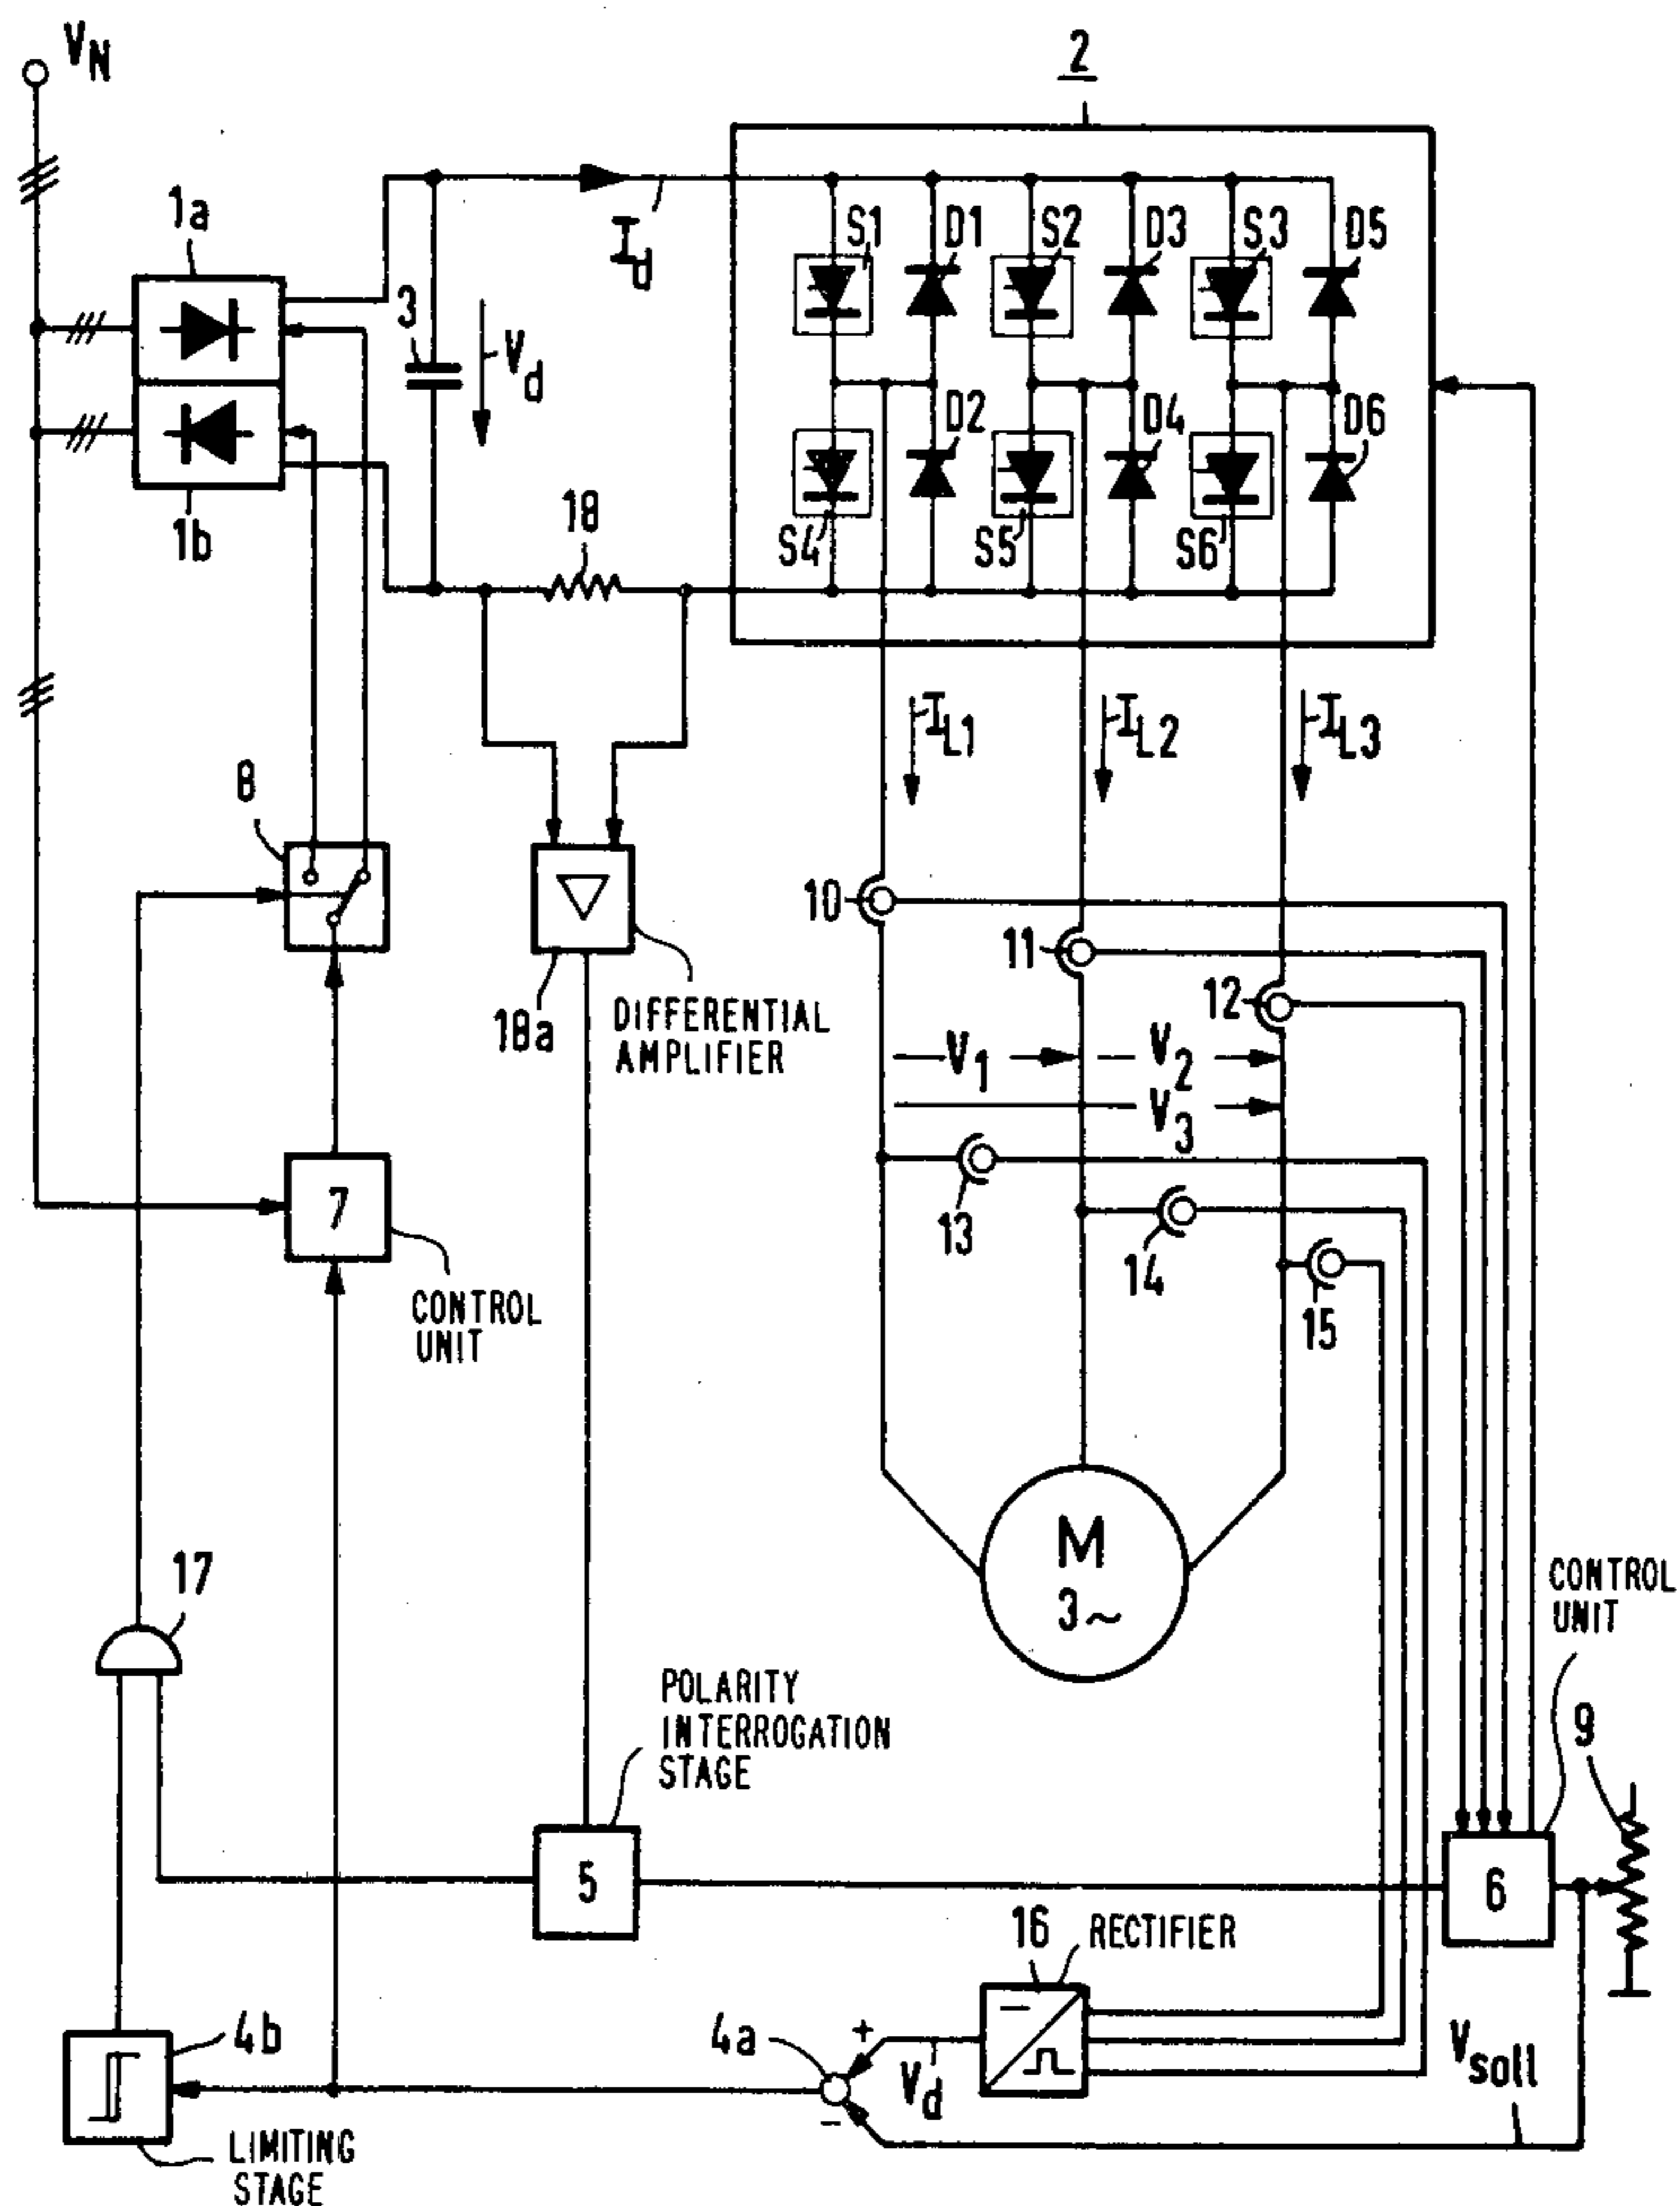 V_N
2
1a
I_d
S1
D1
S2
D3
S3
D5
3
V_d
1b
18
S4
D2
S5
D4
S6
D6
I_L1
I_L2
I_L3
8
10
11
12
18a
DIFFERENTIAL
AMPLIFIER
V_1
V_2
V_3
7
13
14
15
CONTROL
UNIT
M
3~
17
CONTROL
UNIT
POLARITY
INTERROGATION
STAGE
9
5
6
16
RECTIFIER
4b
4a
+
V_d
-
V_soll
LIMITING
STAGE